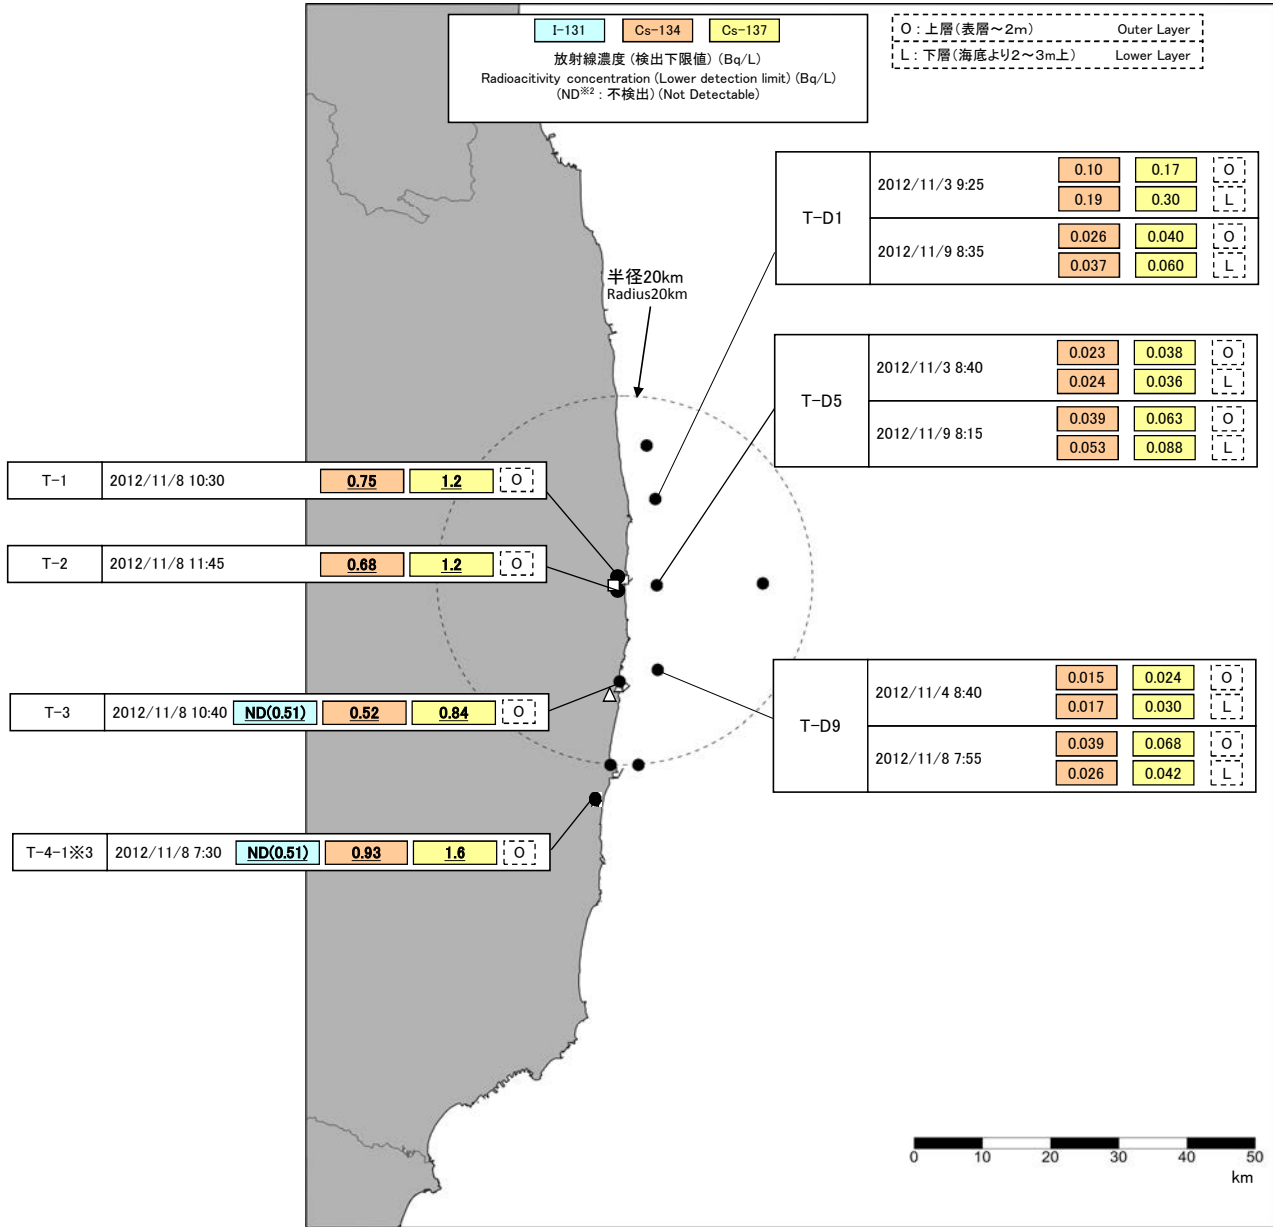 I-131 Cs-134 Cs-137
放射線濃度 (検出下限値) (Bq/L)
Radioacitivity concentration (Lower detection limit) (Bq/L)
(ND※2 : 不検出) (Not Detectable)
O : 上層(表層～2m) Outer Layer
L : 下層(海底より2～3m上) Lower Layer
T-D1
2012/11/3 9:25 0.10 0.17 O
0.19 0.30 L
2012/11/9 8:35 0.026 0.040 O
0.037 0.060 L
半径20km
Radius20km
T-D5
2012/11/3 8:40 0.023 0.038 O
0.024 0.036 L
2012/11/9 8:15 0.039 0.063 O
0.053 0.088 L
T-1 2012/11/8 10:30 0.75 1.2 O
T-2 2012/11/8 11:45 0.68 1.2 O
T-3 2012/11/8 10:40 ND(0.51) 0.52 0.84 O
T-D9
2012/11/4 8:40 0.015 0.024 O
0.017 0.030 L
2012/11/8 7:55 0.039 0.068 O
0.026 0.042 L
T-4-1※3 2012/11/8 7:30 ND(0.51) 0.93 1.6 O
0 10 20 30 40 50
km